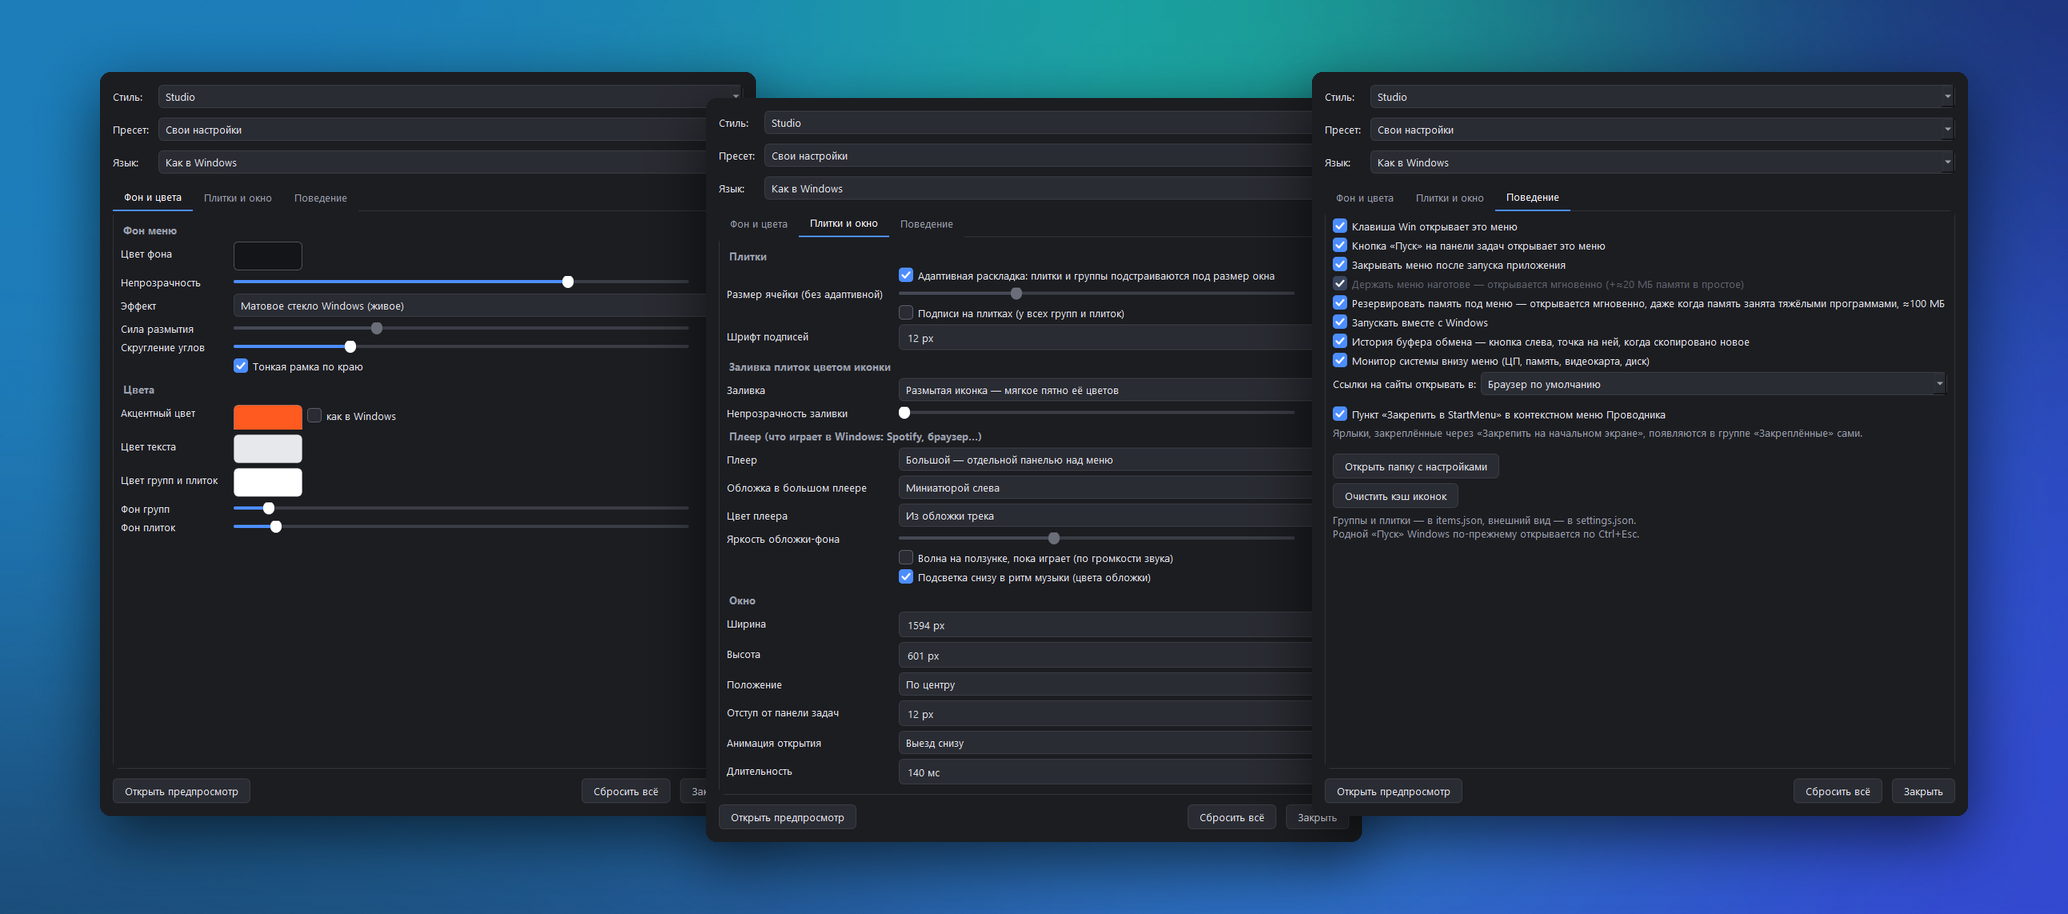 Стиль: Studio
Пресет: Свои настройки
Язык: Как в Windows
Фон и цвета Плитки и окно Поведение
Фон меню
Цвет фона
Непрозрачность
Эффект Матовое стекло Windows (живое)
Сила размытия
Скругление углов
Тонкая рамка по краю
Цвета
Акцентный цвет как в Windows
Цвет текста
Цвет групп и плиток
Фон групп
Фон плиток
Открыть предпросмотр Сбросить всё Зак
Стиль: Studio
Пресет: Свои настройки
Язык: Как в Windows
Фон и цвета Плитки и окно Поведение
Плитки
Адаптивная раскладка: плитки и группы подстраиваются под размер окна
Размер ячейки (без адаптивной)
Подписи на плитках (у всех групп и плиток)
Шрифт подписей 12 px
Заливка плиток цветом иконки
Заливка Размытая иконка — мягкое пятно её цветов
Непрозрачность заливки
Плеер (что играет в Windows: Spotify, браузер...)
Плеер Большой — отдельной панелью над меню
Обложка в большом плеере Миниатюрой слева
Цвет плеера Из обложки трека
Яркость обложки-фона
Волна на ползунке, пока играет (по громкости звука)
Подсветка снизу в ритм музыки (цвета обложки)
Окно
Ширина 1594 px
Высота 601 px
Положение По центру
Отступ от панели задач 12 px
Анимация открытия Выезд снизу
Длительность 140 мс
Открыть предпросмотр Сбросить всё Закрыть
Стиль: Studio
Пресет: Свои настройки
Язык: Как в Windows
Фон и цвета Плитки и окно Поведение
Клавиша Win открывает это меню
Кнопка «Пуск» на панели задач открывает это меню
Закрывать меню после запуска приложения
Держать меню наготове — открывается мгновенно (+≈20 МБ памяти в простое)
Резервировать память под меню — открывается мгновенно, даже когда память занята тяжёлыми программами, ≈100 МБ
Запускать вместе с Windows
История буфера обмена — кнопка слева, точка на ней, когда скопировано новое
Монитор системы внизу меню (ЦП, память, видеокарта, диск)
Ссылки на сайты открывать в: Браузер по умолчанию
Пункт «Закрепить в StartMenu» в контекстном меню Проводника
Ярлыки, закреплённые через «Закрепить на начальном экране», появляются в группе «Закреплённые» сами.
Открыть папку с настройками
Очистить кэш иконок
Группы и плитки — в items.json, внешний вид — в settings.json.
Родной «Пуск» Windows по-прежнему открывается по Ctrl+Esc.
Открыть предпросмотр Сбросить всё Закрыть